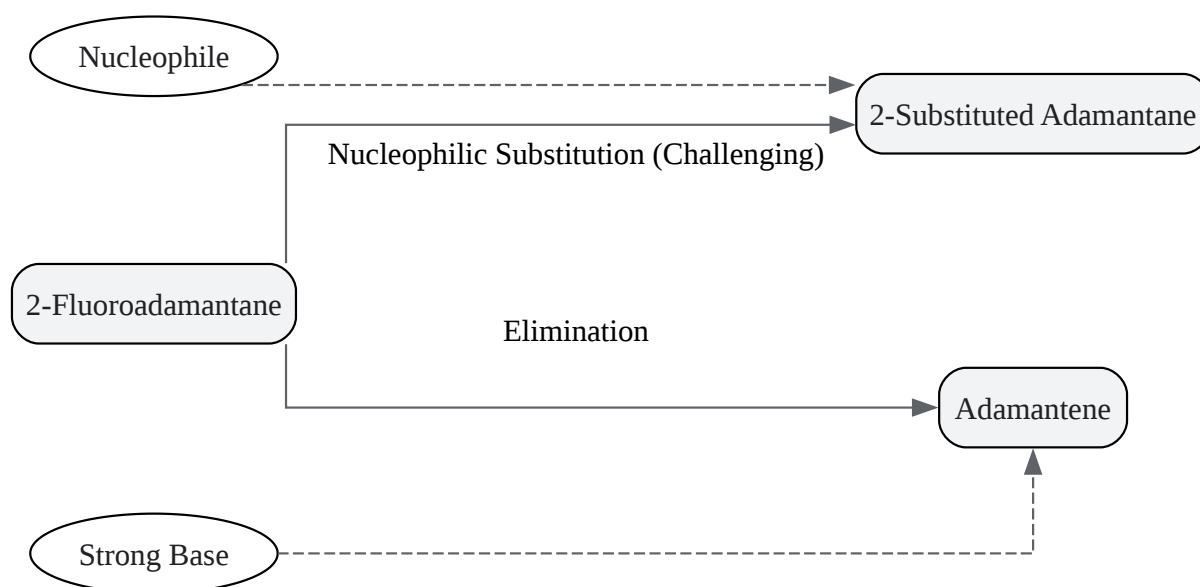 Nucleophile
2-Substituted Adamantane
Nucleophilic Substitution (Challenging)
2-Fluoroadamantane
Elimination
Adamantene
Strong Base